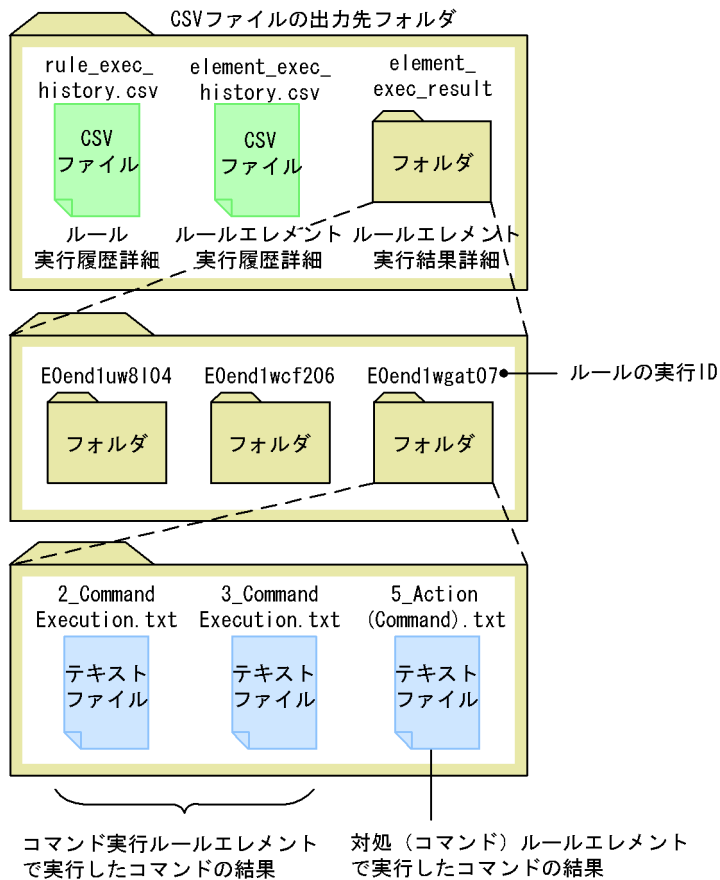 CSVファイルの出力先フォルダ
rule_exec_
history.csv
element_exec_
history.csv
element_
exec_result
CSV
ファイル
CSV
ファイル
フォルダ
ルール
実行履歴詳細
ルールエレメント
実行履歴詳細
ルールエレメント
実行結果詳細
E0end1uw8l04
E0end1wcf206
E0end1wgat07
ルールの実行ID
フォルダ
フォルダ
フォルダ
2_Command
Execution.txt
3_Command
Execution.txt
5_Action
(Command).txt
テキスト
ファイル
テキスト
ファイル
テキスト
ファイル
コマンド実行ルールエレメント
で実行したコマンドの結果
対処（コマンド）ルールエレメント
で実行したコマンドの結果